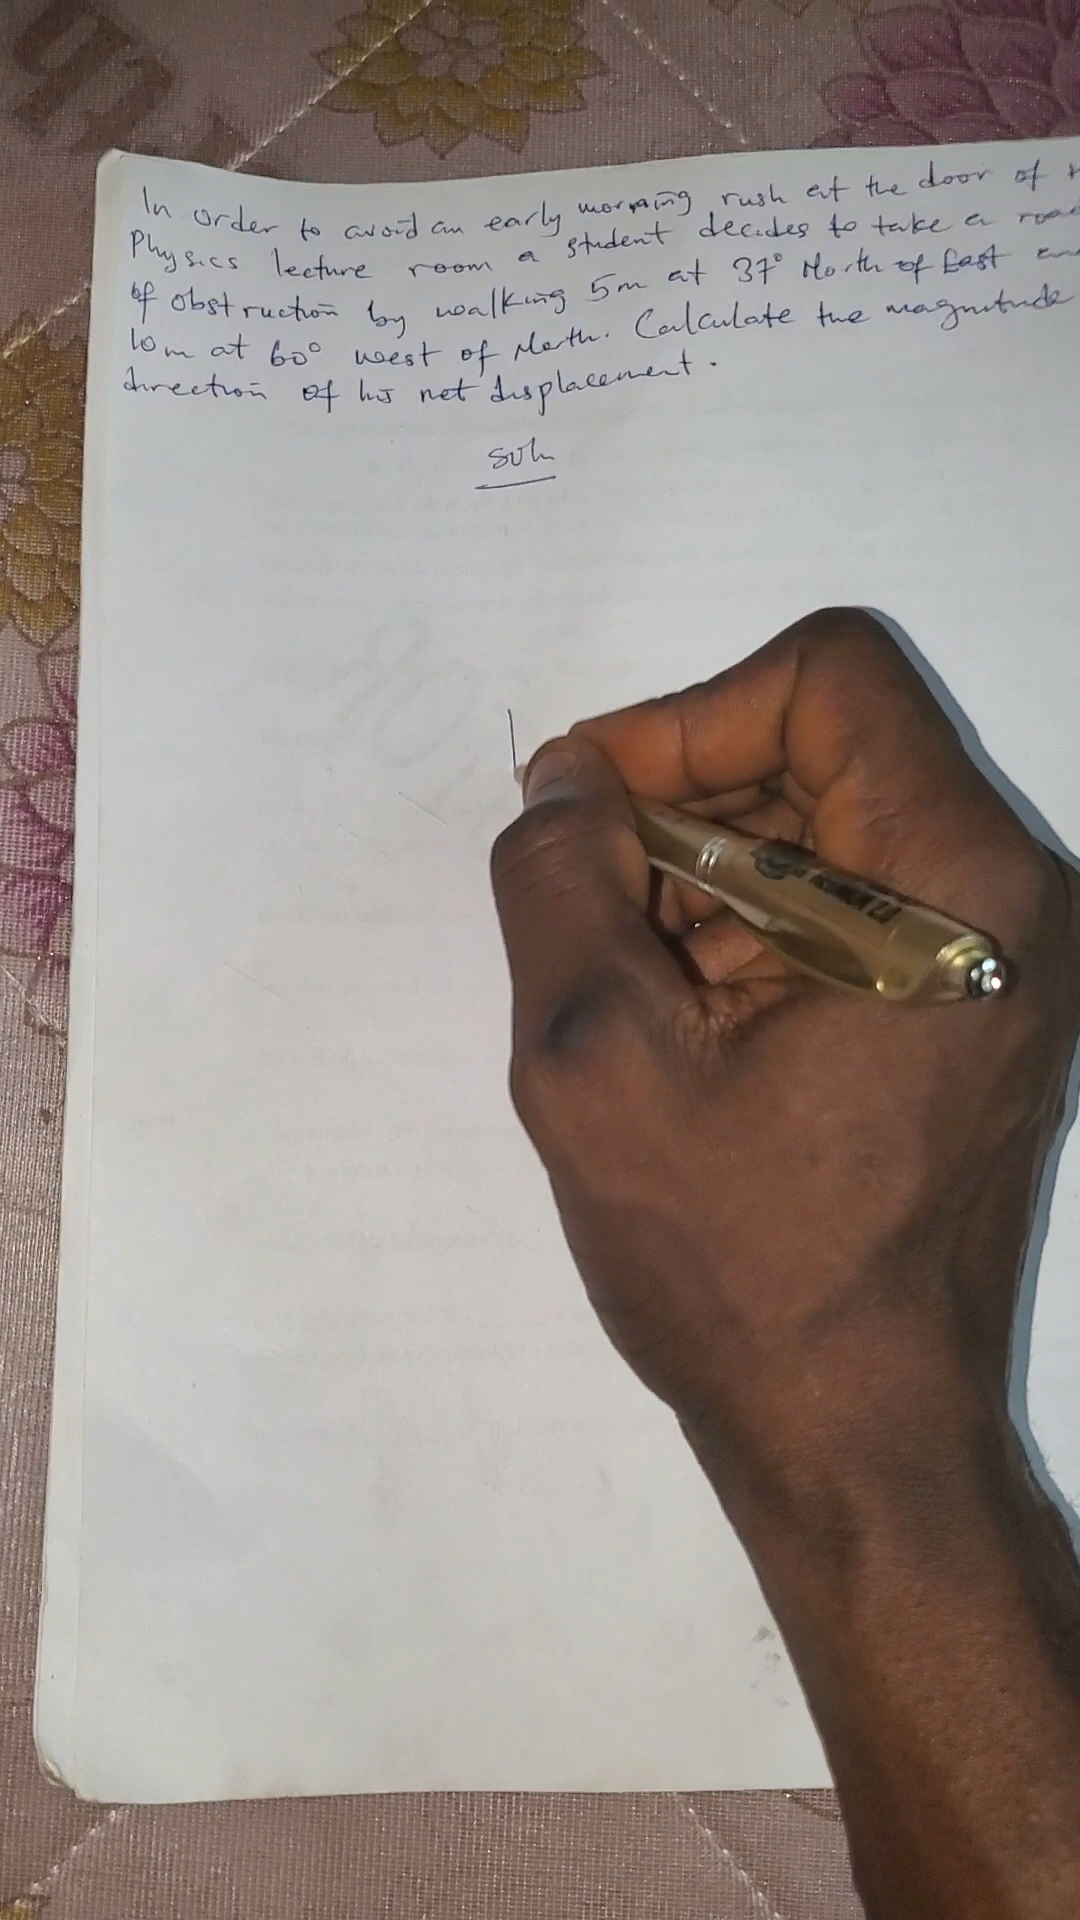 In order to avoid an early morning rush at the door of
Physics lecture room a student decides to take a
of obstruction by walking 5m at 37° North of East
10m at 60° west of North. Calculate the magnitude
direction of his net displacement.
soln